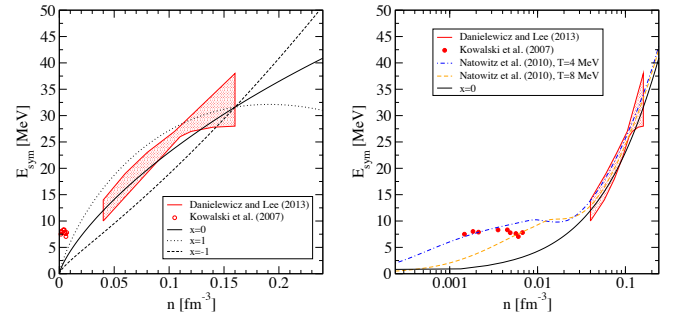 50
45
40
35
30
25
20
15
10
5
0
E_sym [MeV]
Danielewicz and Lee (2013)
Kowalski et al. (2007)
x=0
x=1
x=-1
0
0.05
0.1
0.15
0.2
n [fm⁻³]
50
45
40
35
30
25
20
15
10
5
0
E_sym [MeV]
Danielewicz and Lee (2013)
Kowalski et al. (2007)
Natowitz et al. (2010), T=4 MeV
Natowitz et al. (2010), T=8 MeV
x=0
0.001
0.01
0.1
n [fm⁻³]